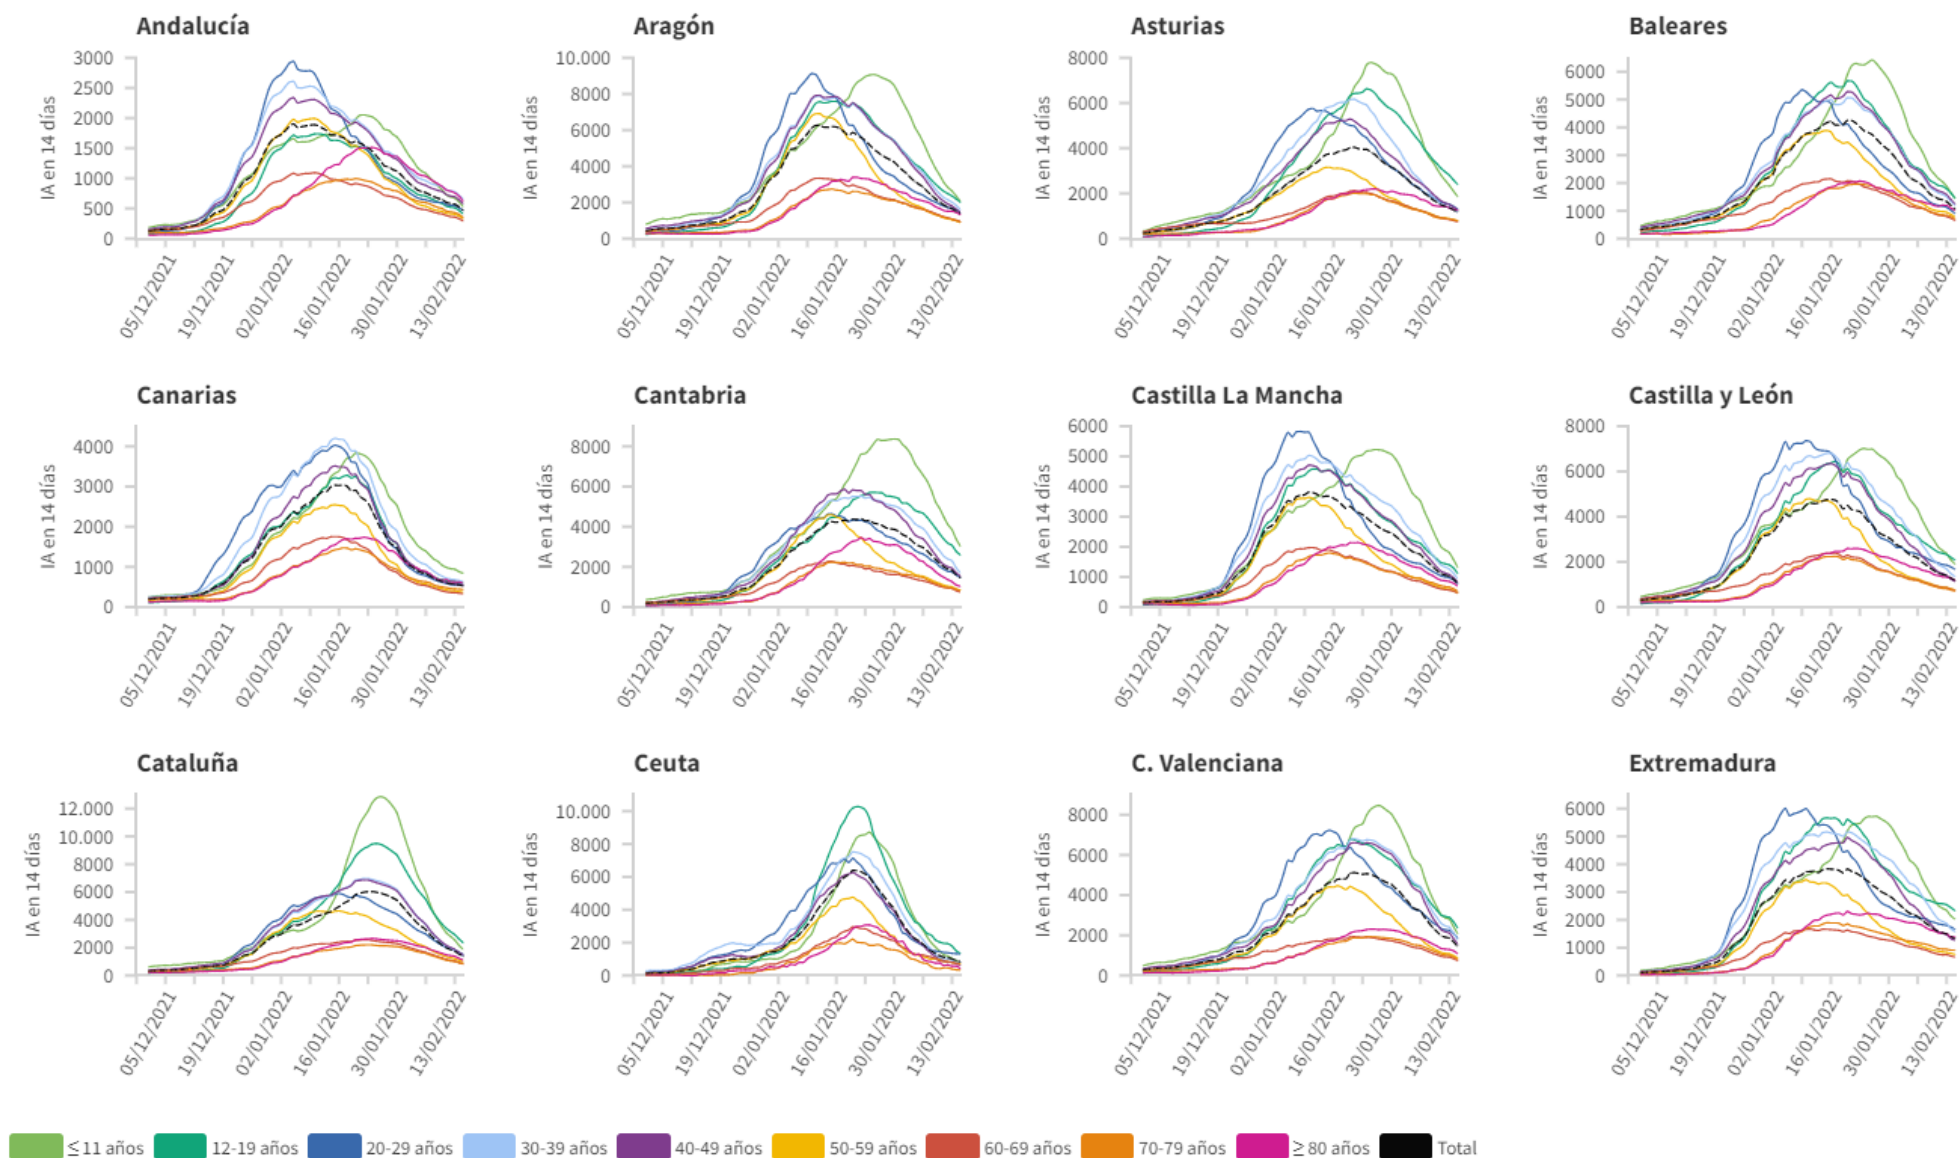 Andalucía
Aragón
Asturias
Baleares
IA en 14 días
3000
2500
2000
1500
1000
500
0
IA en 14 días
10.000
8000
6000
4000
2000
0
IA en 14 días
8000
6000
4000
2000
0
IA en 14 días
6000
5000
4000
3000
2000
1000
0
05/12/2021 19/12/2021 02/01/2022 16/01/2022 30/01/2022 13/02/2022
05/12/2021 19/12/2021 02/01/2022 16/01/2022 30/01/2022 13/02/2022
05/12/2021 19/12/2021 02/01/2022 16/01/2022 30/01/2022 13/02/2022
05/12/2021 19/12/2021 02/01/2022 16/01/2022 30/01/2022 13/02/2022
Canarias
Cantabria
Castilla La Mancha
Castilla y León
IA en 14 días
4000
3000
2000
1000
0
IA en 14 días
8000
6000
4000
2000
0
IA en 14 días
6000
5000
4000
3000
2000
1000
0
IA en 14 días
8000
6000
4000
2000
0
05/12/2021 19/12/2021 02/01/2022 16/01/2022 30/01/2022 13/02/2022
05/12/2021 19/12/2021 02/01/2022 16/01/2022 30/01/2022 13/02/2022
05/12/2021 19/12/2021 02/01/2022 16/01/2022 30/01/2022 13/02/2022
05/12/2021 19/12/2021 02/01/2022 16/01/2022 30/01/2022 13/02/2022
Cataluña
Ceuta
C. Valenciana
Extremadura
IA en 14 días
12.000
10.000
8000
6000
4000
2000
0
IA en 14 días
10.000
8000
6000
4000
2000
0
IA en 14 días
8000
6000
4000
2000
0
IA en 14 días
6000
5000
4000
3000
2000
1000
0
05/12/2021 19/12/2021 02/01/2022 16/01/2022 30/01/2022 13/02/2022
05/12/2021 19/12/2021 02/01/2022 16/01/2022 30/01/2022 13/02/2022
05/12/2021 19/12/2021 02/01/2022 16/01/2022 30/01/2022 13/02/2022
05/12/2021 19/12/2021 02/01/2022 16/01/2022 30/01/2022 13/02/2022
≤ 11 años 12-19 años 20-29 años 30-39 años 40-49 años 50-59 años 60-69 años 70-79 años ≥ 80 años Total